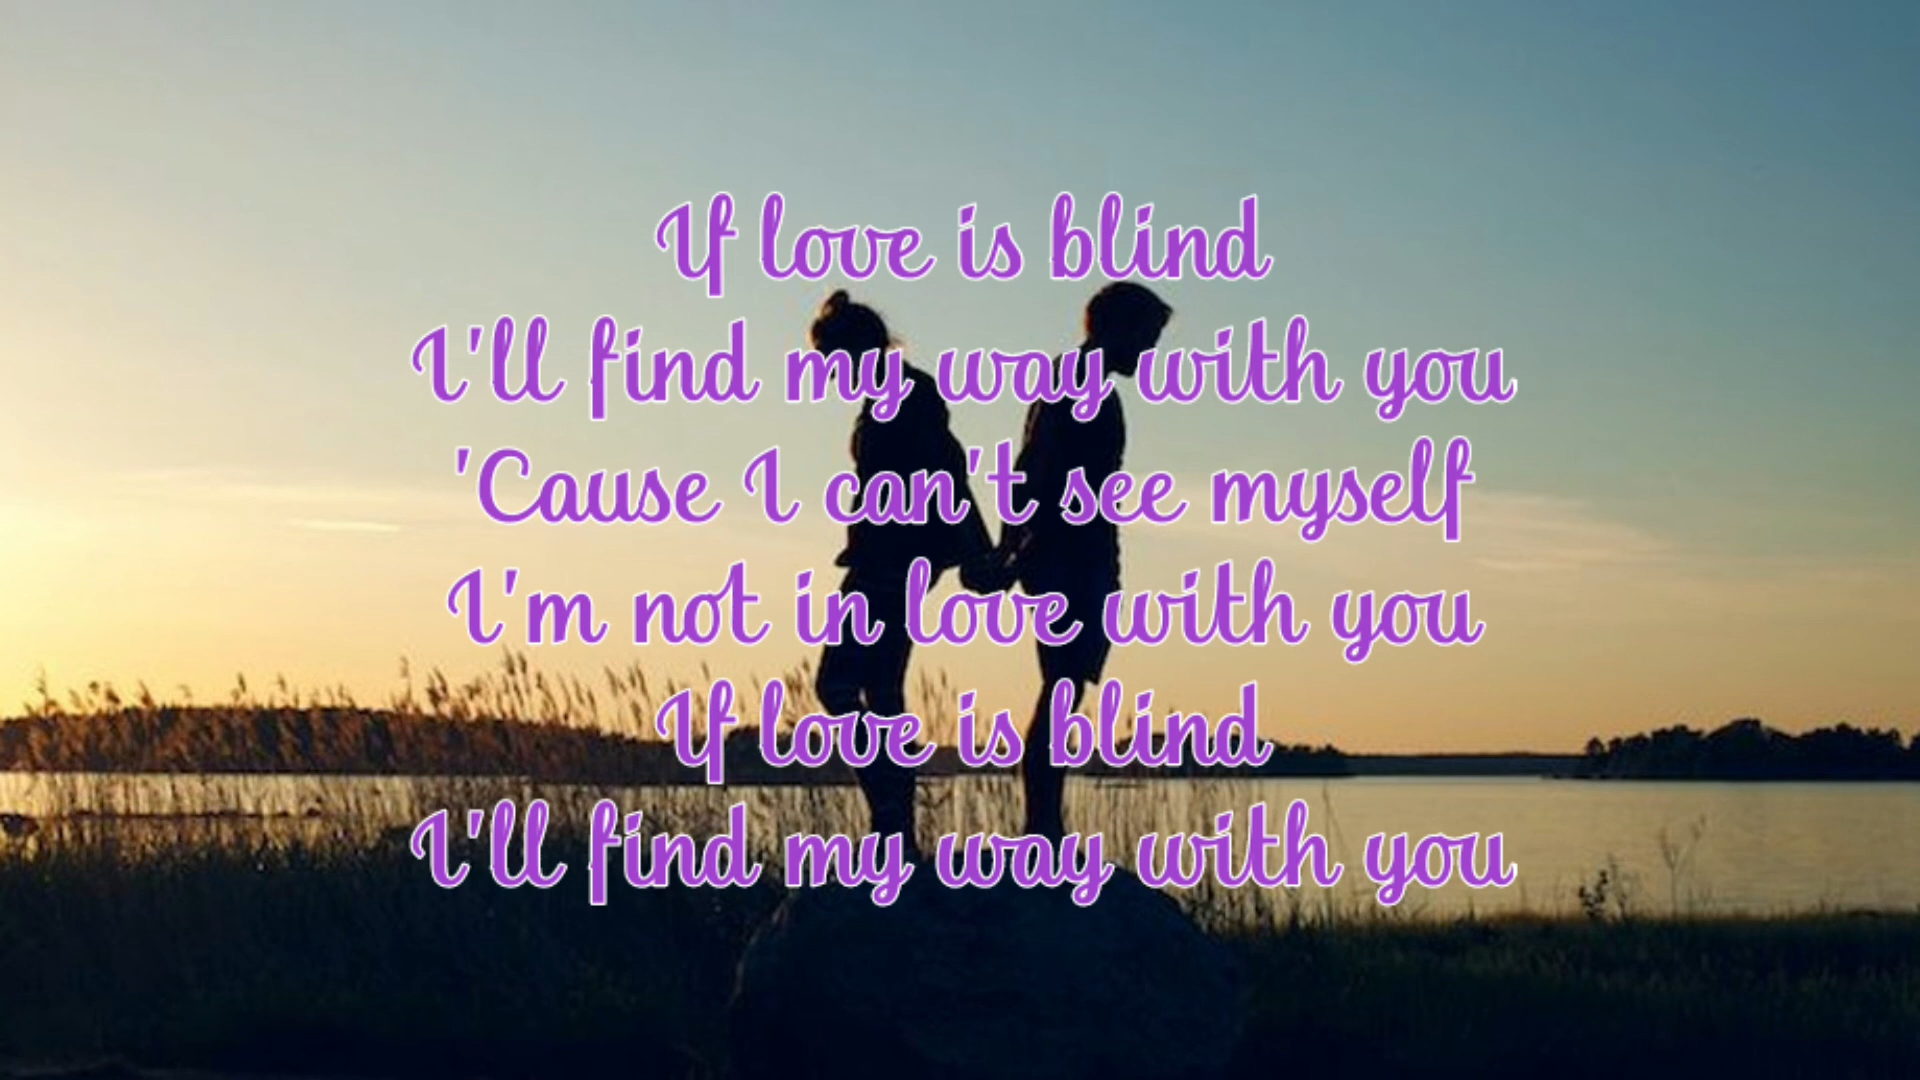 If love is blind
I'll find my way with you
'Cause I can't see myself
I'm not in love with you
If love is blind
I'll find my way with you